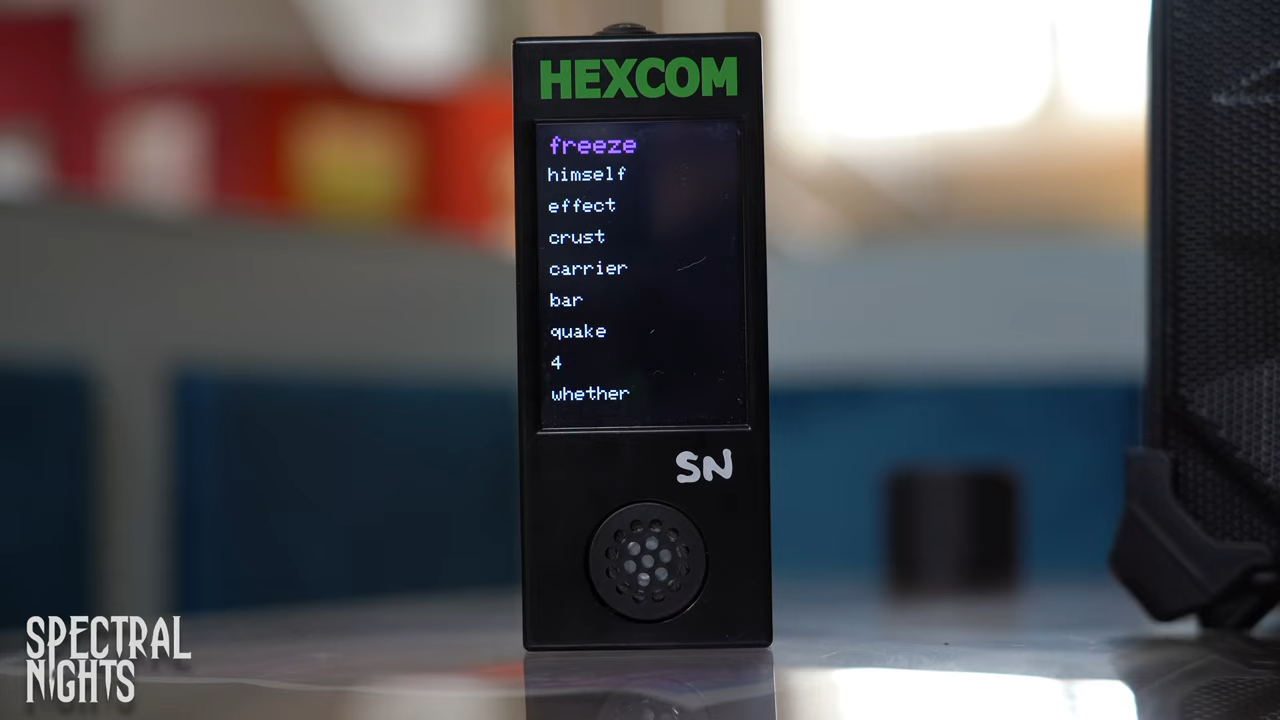 HEXCOM
freeze
himself
effect
crust
carrier
bar
quake
4
whether
SN
SPECTRAL
NIGHTS